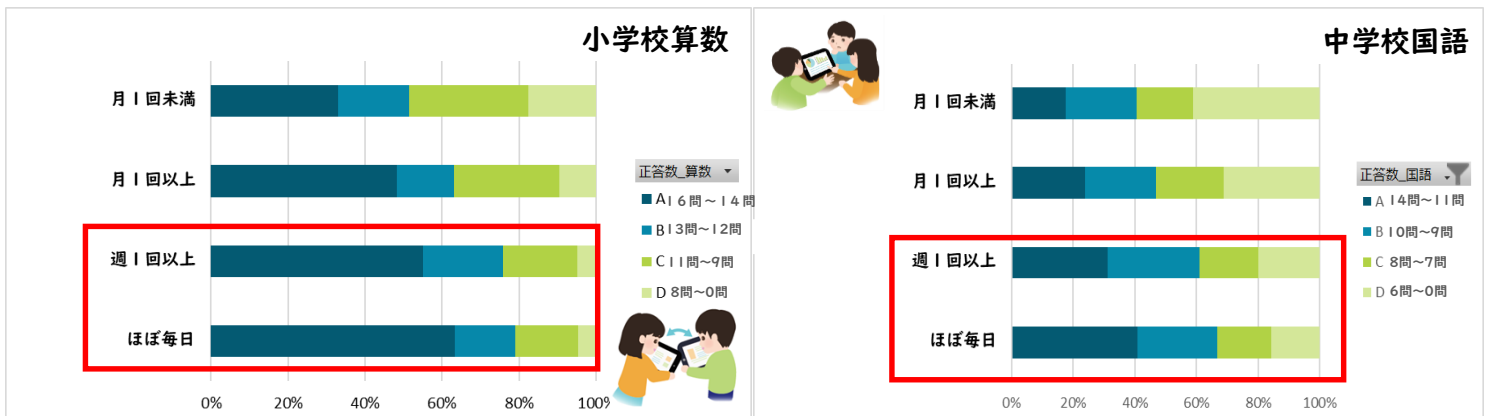 小学校算数
月1回未満
月1回以上
週1回以上
ほぼ毎日
0% 20% 40% 60% 80% 100%
正答数_算数
A16問～14問
B13問～12問
C11問～9問
D 8問～0問
中学校国語
月1回未満
月1回以上
週1回以上
ほぼ毎日
0% 20% 40% 60% 80% 100%
正答数_国語
A 14問～11問
B10問～9問
C 8問～7問
D 6問～0問